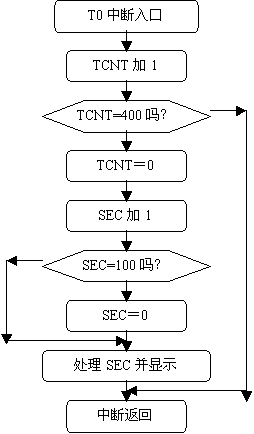 T0 中断入口
TCNT 加 1
TCNT=400 吗?
TCNT＝0
SEC 加 1
SEC=100 吗?
SEC＝0
处理 SEC 并显示
中断返回